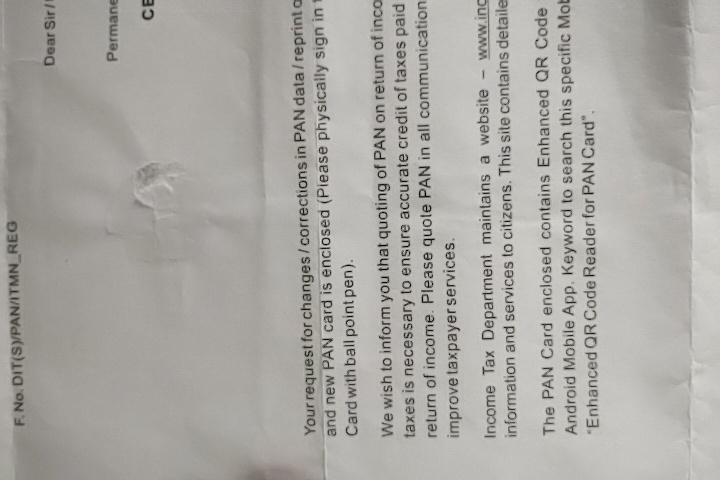 F. No. DIT(S)/PAN/ITMN_REG
Dear Sir /
Permane
CE
Your request for changes / corrections in PAN data / reprint
and new PAN card is enclosed (Please physically sign in
Card with ball point pen).
We wish to inform you that quoting of PAN on return of inco
taxes is necessary to ensure accurate credit of taxes paid
return of income. Please quote PAN in all communication
improve taxpayer services.
Income Tax Department maintains a website – www.inc
information and services to citizens. This site contains detaile
The PAN Card enclosed contains Enhanced QR Code
Android Mobile App. Keyword to search this specific Mob
"Enhanced QR Code Reader for PAN Card".